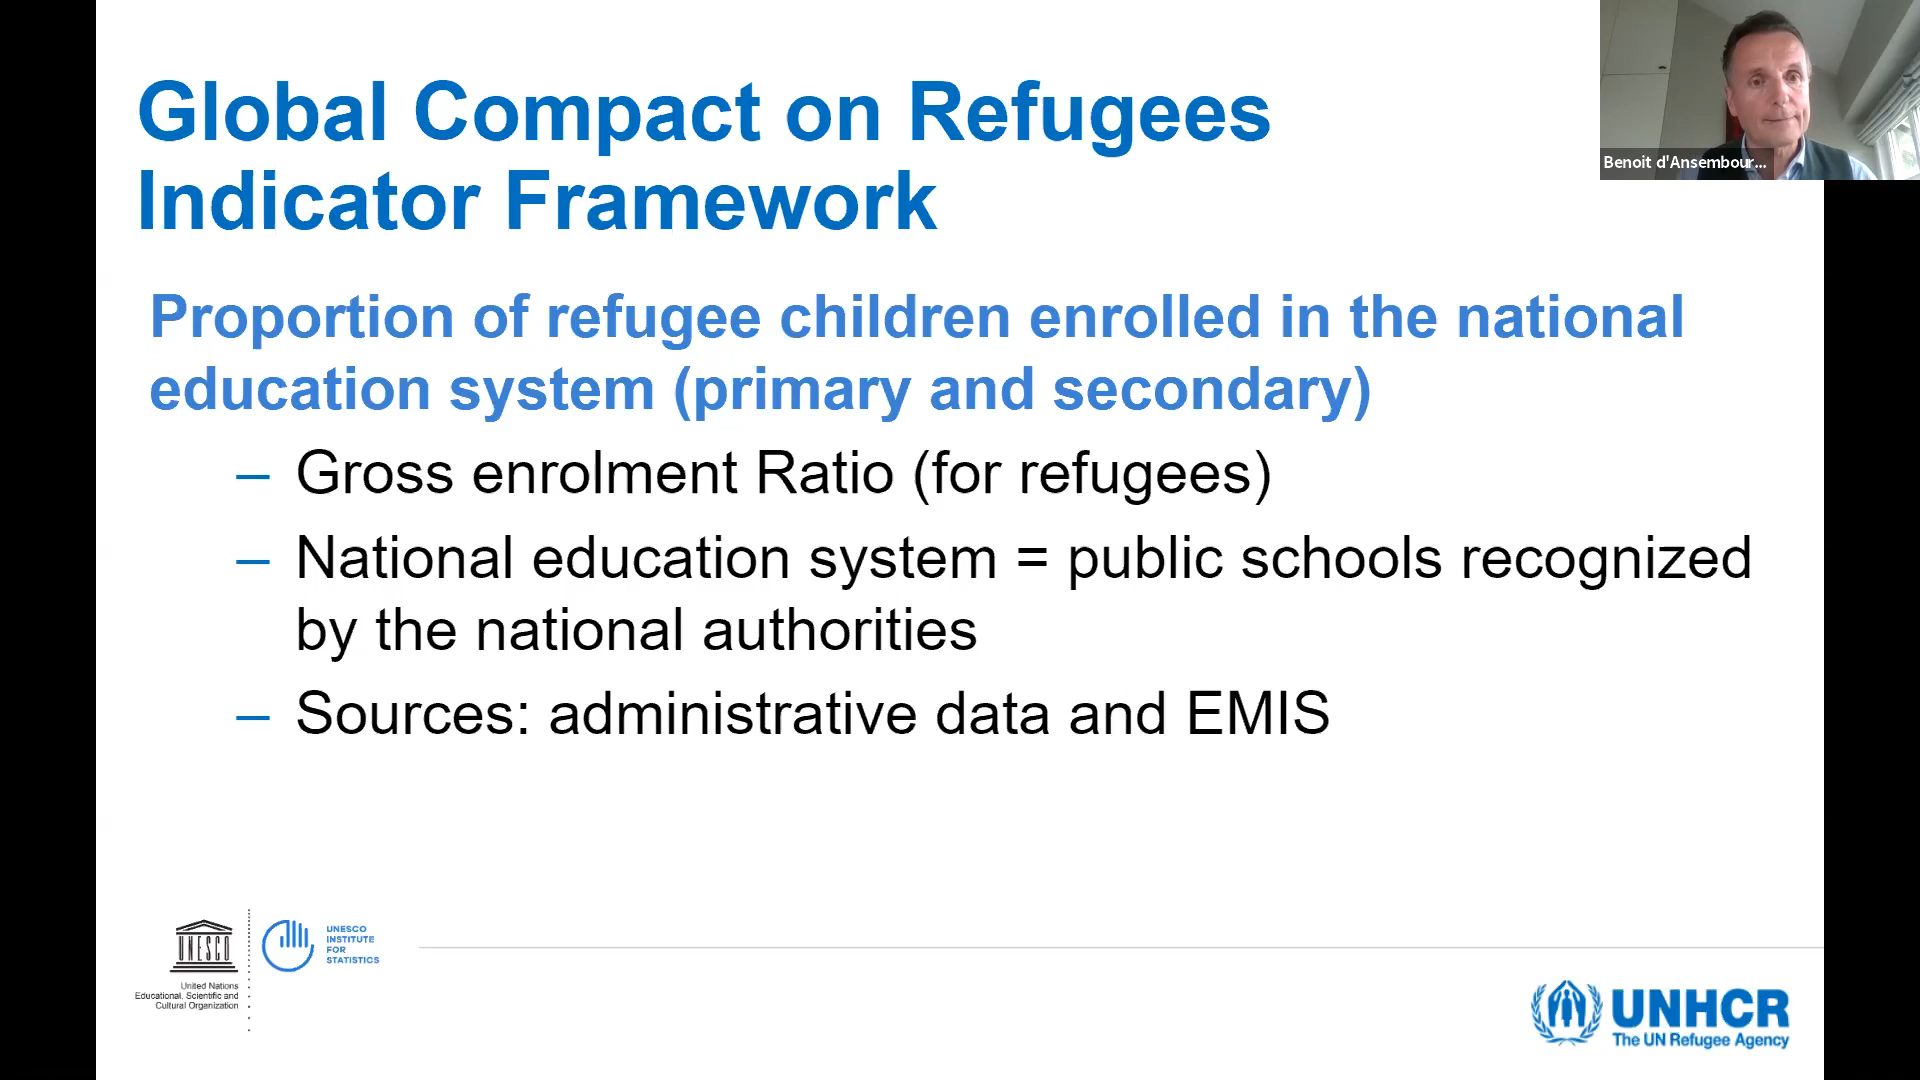 Global Compact on Refugees
Indicator Framework
Benoit d'Ansembour...
Proportion of refugee children enrolled in the national
education system (primary and secondary)
– Gross enrolment Ratio (for refugees)
– National education system = public schools recognized
by the national authorities
– Sources: administrative data and EMIS
UNESCO
United Nations
Educational, Scientific and
Cultural Organization
UNESCO
INSTITUTE
FOR
STATISTICS
UNHCR
The UN Refugee Agency